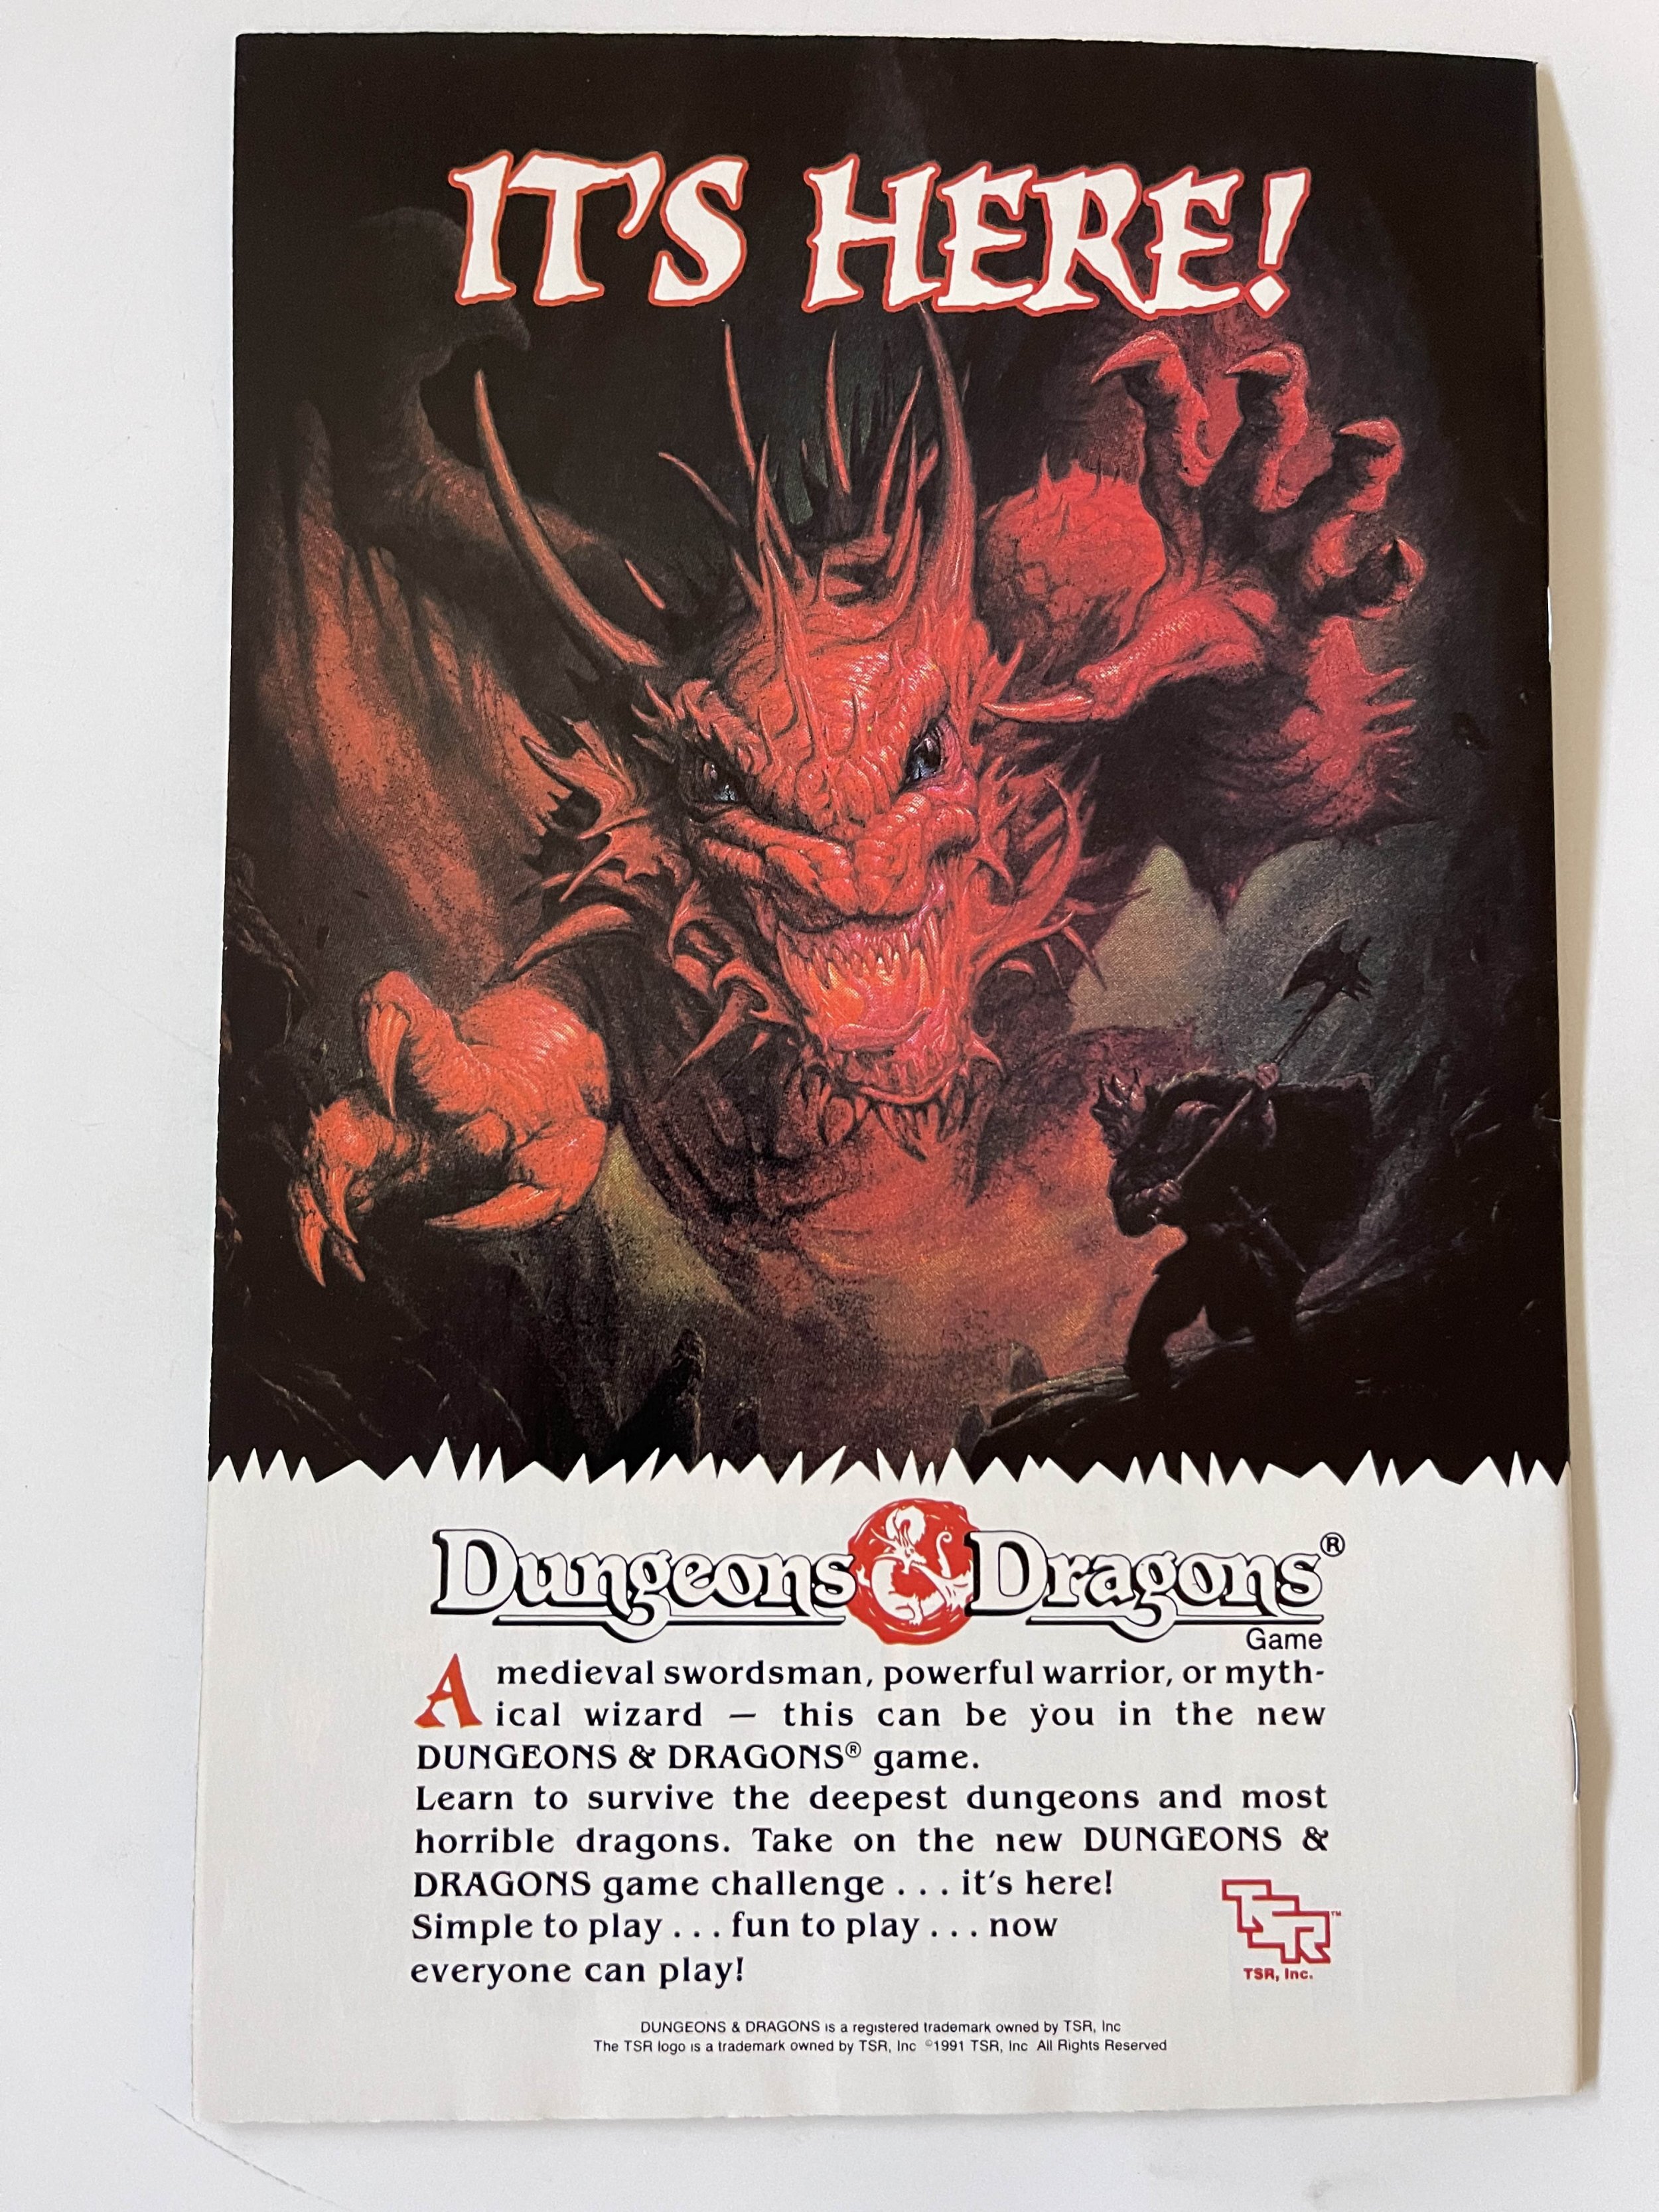 IT'S HERE!
Dungeons & Dragons®
Game
A medieval swordsman, powerful warrior, or myth-
ical wizard — this can be you in the new
DUNGEONS & DRAGONS® game.
Learn to survive the deepest dungeons and most
horrible dragons. Take on the new DUNGEONS &
DRAGONS game challenge . . . it's here!
Simple to play . . . fun to play . . . now
everyone can play!
TSR™
TSR, Inc.
DUNGEONS & DRAGONS is a registered trademark owned by TSR, Inc
The TSR logo is a trademark owned by TSR, Inc ©1991 TSR, Inc All Rights Reserved